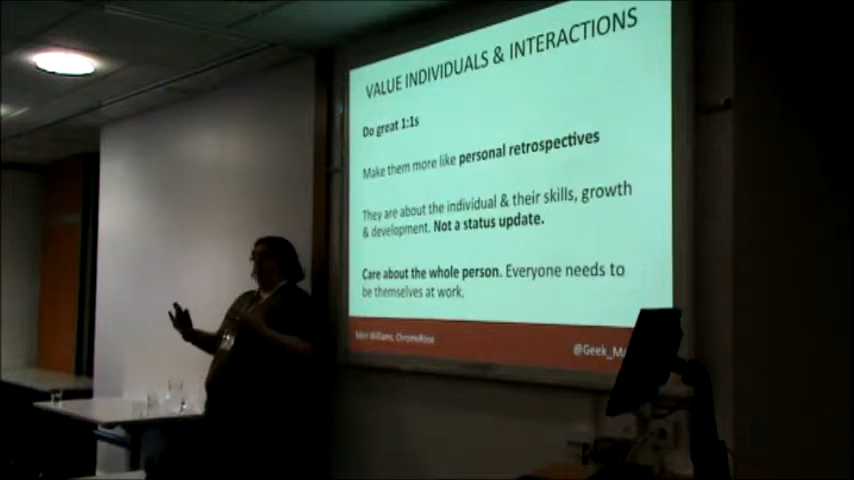 VALUE INDIVIDUALS & INTERACTIONS
Do great 1:1s
Make them more like personal retrospectives
They are about the individual & their skills, growth
& development. Not a status update.
Care about the whole person. Everyone needs to
be themselves at work.
Williams, ChromeRose
@Geek_M